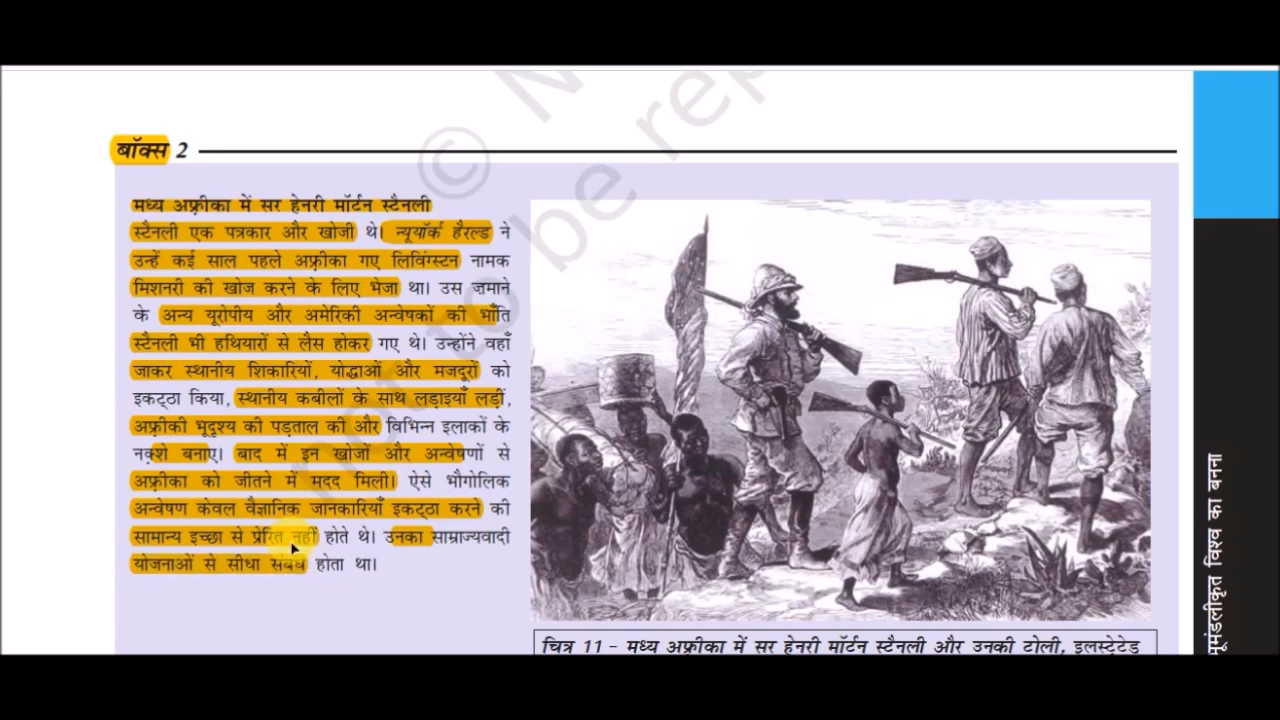 © N
not to be rep
बॉक्स 2
मध्य अफ़्रीका में सर हेनरी मॉर्टन स्टैनली
स्टैनली एक पत्रकार और खोजी थे। न्यूयॉर्क हैरल्ड ने
उन्हें कई साल पहले अफ़्रीका गए लिविंग्स्टन नामक
मिशनरी की खोज करने के लिए भेजा था। उस ज़माने
के अन्य यूरोपीय और अमेरिकी अन्वेषकों की भाँति
स्टैनली भी हथियारों से लैस होकर गए थे। उन्होंने वहाँ
जाकर स्थानीय शिकारियों, योद्धाओं और मजदूरों को
इकट्ठा किया, स्थानीय कबीलों के साथ लड़ाइयाँ लड़ीं,
अफ़्रीकी भूदृश्य की पड़ताल की और विभिन्न इलाकों के
नक़्शे बनाए। बाद में इन खोजों और अन्वेषणों से
अफ़्रीका को जीतने में मदद मिली। ऐसे भौगोलिक
अन्वेषण केवल वैज्ञानिक जानकारियाँ इकट्ठा करने की
सामान्य इच्छा से प्रेरित नहीं होते थे। उनका साम्राज्यवादी
योजनाओं से सीधा संबंध होता था।
चित्र 11 – मध्य अफ़्रीका में सर हेनरी मॉर्टन स्टैनली और उनकी टोली, इलस्ट्रेटेड
भूमंडलीकृत विश्व का बनना